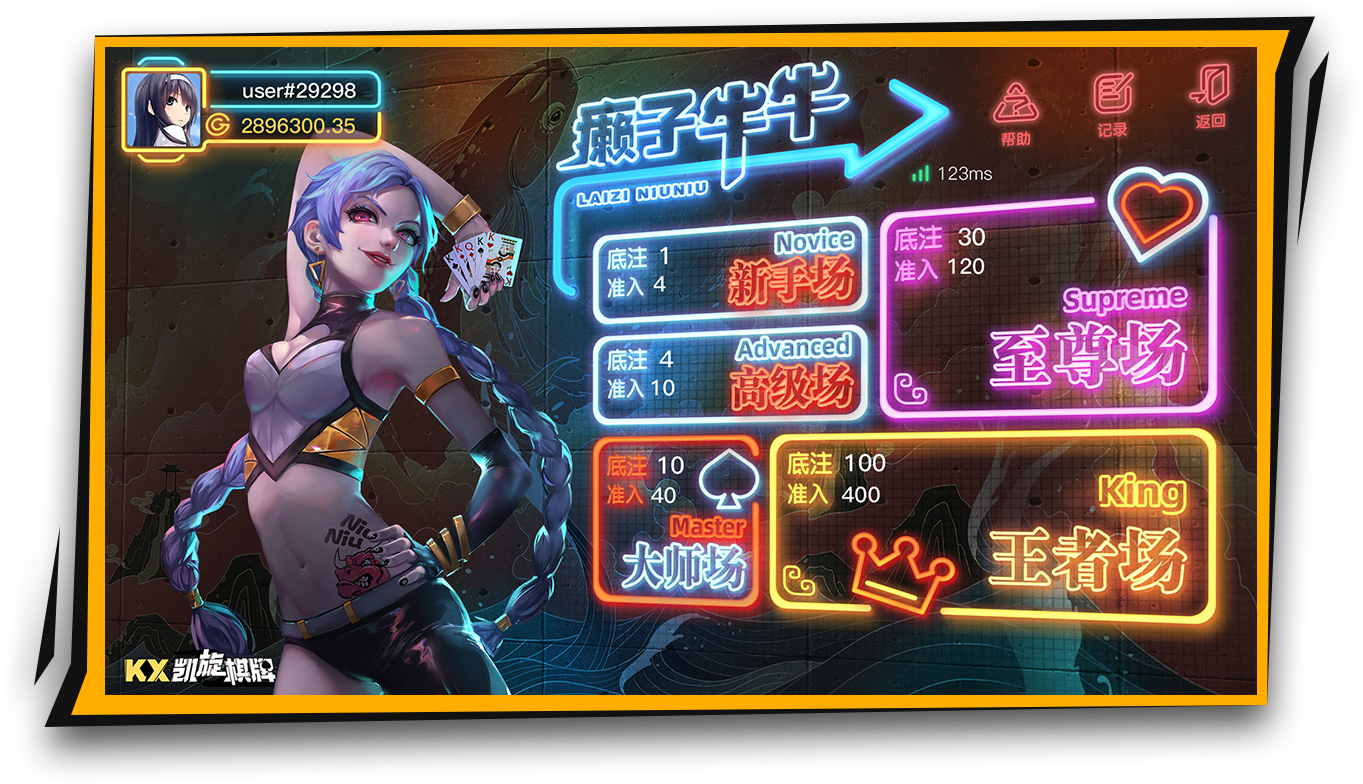 user#29298
2896300.35
癞子牛牛
LAIZI NIUNIU
帮助
记录
返回
123ms
底注 1
准入 4
Novice
新手场
底注 30
准入 120
Supreme
至尊场
底注 4
准入 10
Advanced
高级场
底注 10
准入 40
Master
大师场
底注 100
准入 400
King
王者场
K Q K K
Niu
Niu
KX 凯旋棋牌